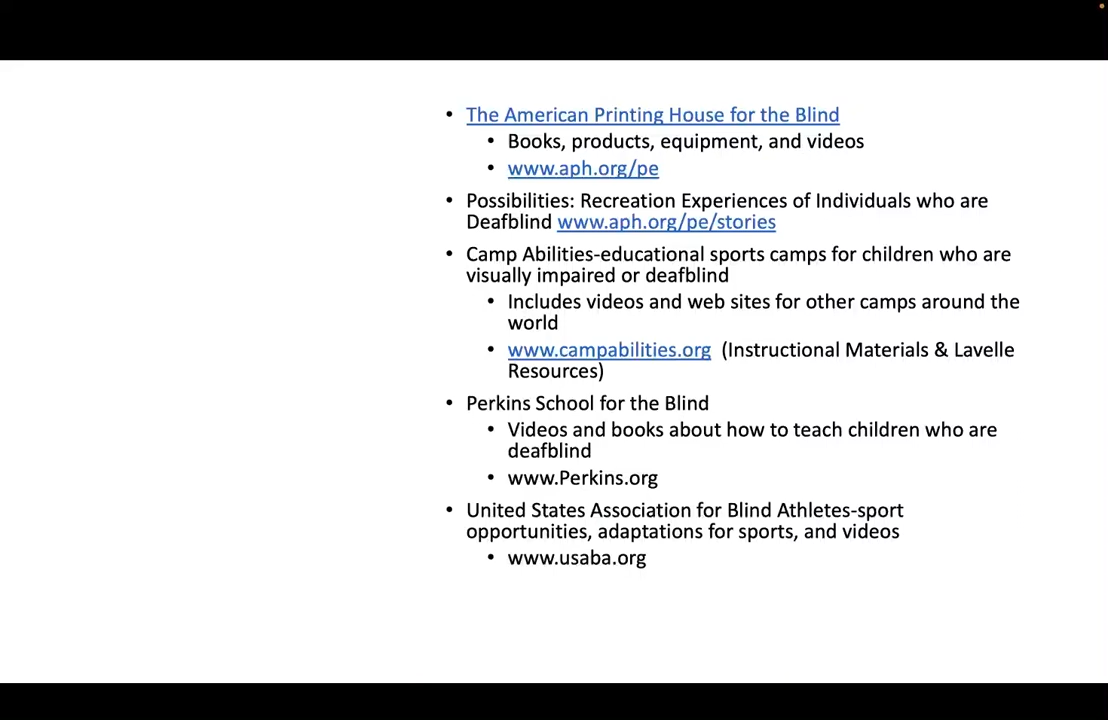 • The American Printing House for the Blind
• Books, products, equipment, and videos
• www.aph.org/pe
• Possibilities: Recreation Experiences of Individuals who are
Deafblind www.aph.org/pe/stories
• Camp Abilities-educational sports camps for children who are
visually impaired or deafblind
• Includes videos and web sites for other camps around the
world
• www.campabilities.org (Instructional Materials & Lavelle
Resources)
• Perkins School for the Blind
• Videos and books about how to teach children who are
deafblind
• www.Perkins.org
• United States Association for Blind Athletes-sport
opportunities, adaptations for sports, and videos
• www.usaba.org